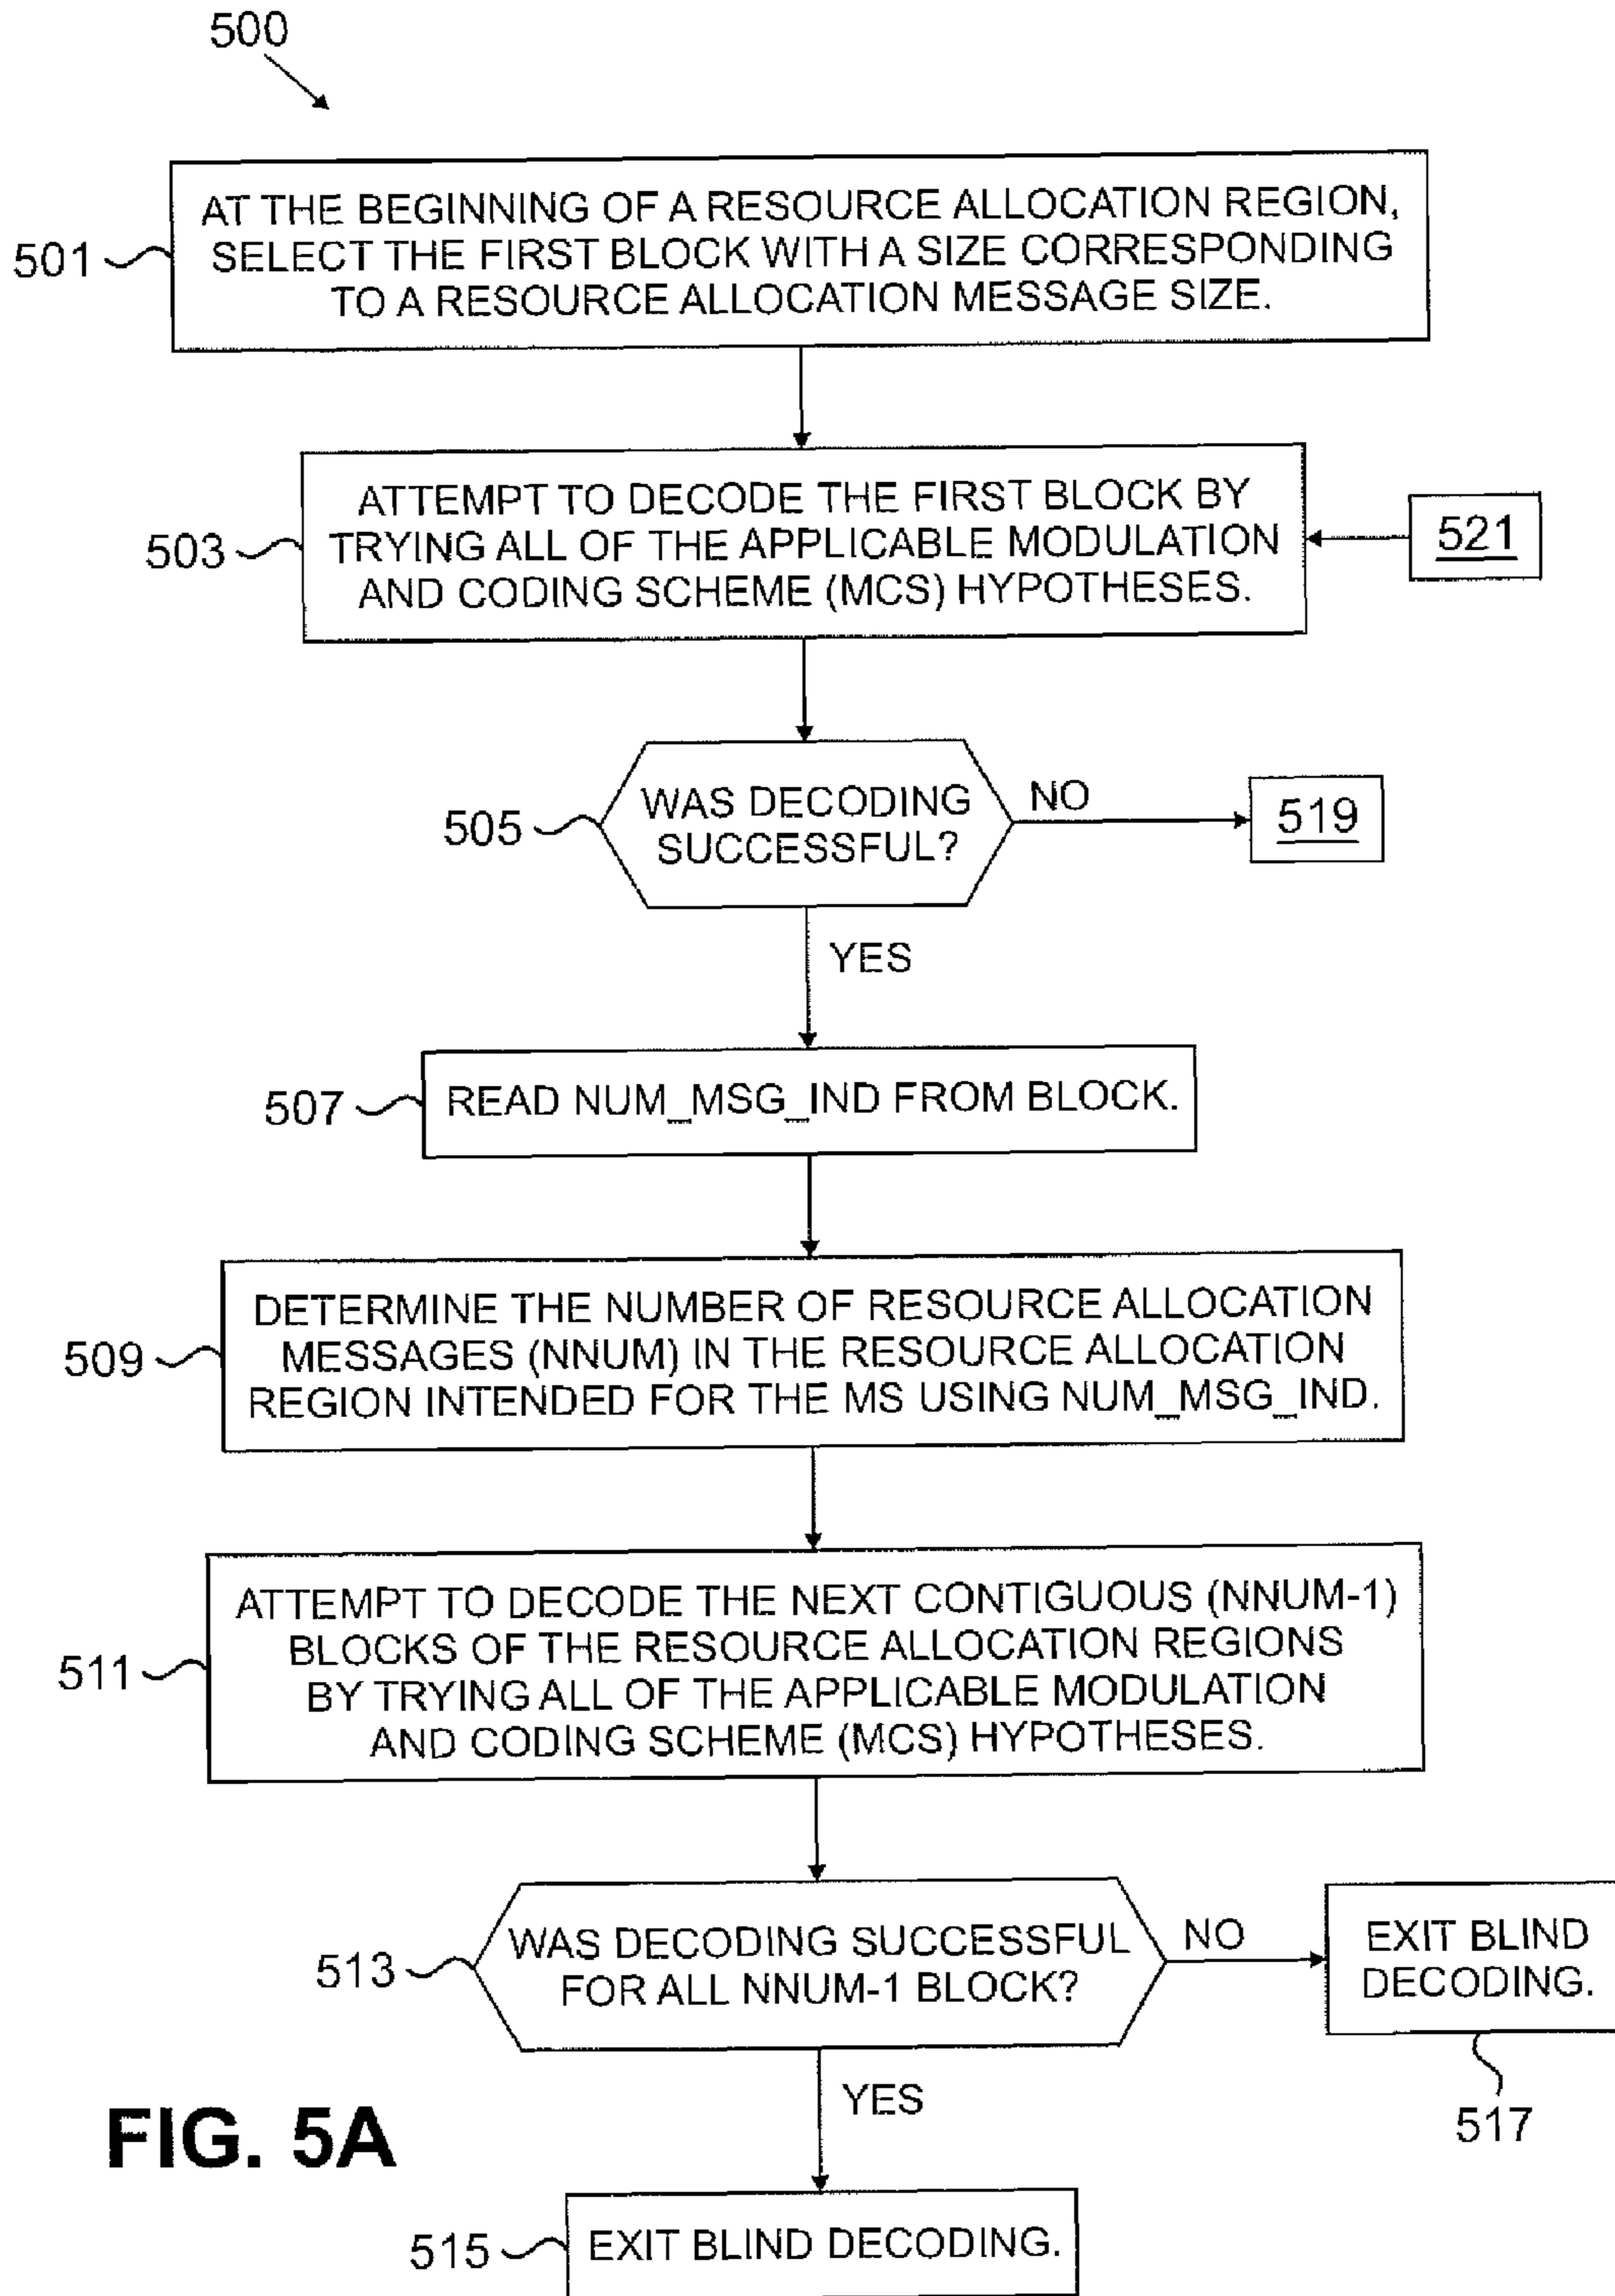 500
AT THE BEGINNING OF A RESOURCE ALLOCATION REGION,
SELECT THE FIRST BLOCK WITH A SIZE CORRESPONDING
TO A RESOURCE ALLOCATION MESSAGE SIZE.
501
ATTEMPT TO DECODE THE FIRST BLOCK BY
TRYING ALL OF THE APPLICABLE MODULATION
AND CODING SCHEME (MCS) HYPOTHESES.
503
521
WAS DECODING
SUCCESSFUL?
505
NO
519
YES
507
READ NUM_MSG_IND FROM BLOCK.
DETERMINE THE NUMBER OF RESOURCE ALLOCATION
MESSAGES (NNUM) IN THE RESOURCE ALLOCATION
REGION INTENDED FOR THE MS USING NUM_MSG_IND.
509
ATTEMPT TO DECODE THE NEXT CONTIGUOUS (NNUM-1)
BLOCKS OF THE RESOURCE ALLOCATION REGIONS
BY TRYING ALL OF THE APPLICABLE MODULATION
AND CODING SCHEME (MCS) HYPOTHESES.
511
WAS DECODING SUCCESSFUL
FOR ALL NNUM-1 BLOCK?
513
NO
EXIT BLIND
DECODING.
517
YES
FIG. 5A
515
EXIT BLIND DECODING.